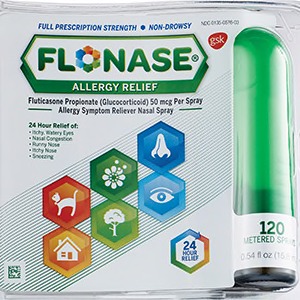 FULL PRESCRIPTION STRENGTH • NON-DROWSY
NDC 0135-0576-03
gsk
FLONASE®
ALLERGY RELIEF
Fluticasone Propionate (Glucocorticoid) 50 mcg Per Spray
Allergy Symptom Reliever Nasal Spray
24 Hour Relief of:
• Itchy, Watery Eyes
• Nasal Congestion
• Runny Nose
• Itchy Nose
• Sneezing
24
HOUR
RELIEF
120
METERED SPRAYS
0.54 fl oz